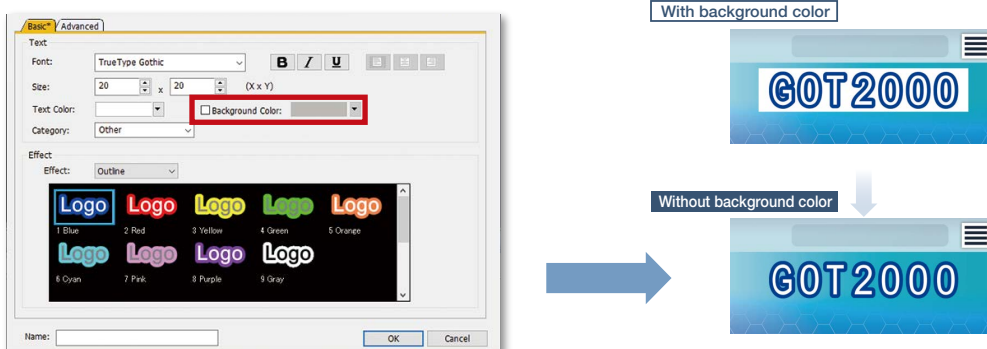 Basic* Advanced
Text
Font: TrueType Gothic B I U
Size: 20 x 20 (X x Y)
Text Color: Background Color:
Category: Other
Effect
Effect: Outline
Logo Logo Logo Logo Logo
1 Blue 2 Red 3 Yellow 4 Green 5 Orange
Logo Logo Logo Logo
6 Cyan 7 Pink 8 Purple 9 Gray
Name: OK Cancel
With background color
GOT2000
Without background color
GOT2000